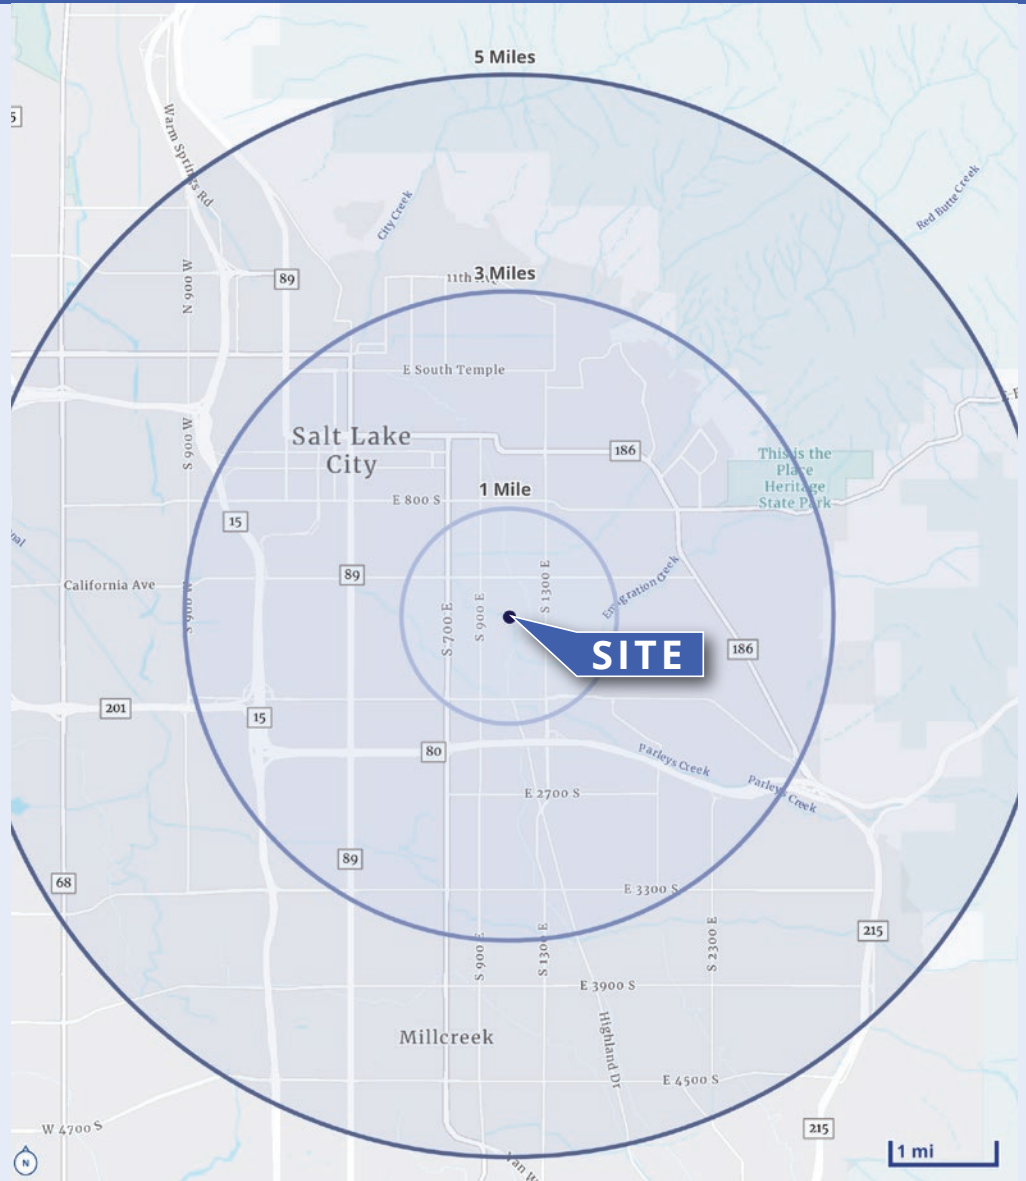 5 Miles
5
Warm Springs Rd
City Creek
Red Butte Creek
N 900 W
89
11th
3 Miles
E South Temple
S 900 W
Salt Lake
City
186
This is the
Place
Heritage
State Park
1 Mile
E 800 S
15
89
California Ave
S 900 W
S 700 E
S 900 E
S 1300 E
Emigration Creek
SITE
186
201
15
80
Parleys Creek
Parleys Creek
E 2700 S
89
68
E 3300 S
S 900 E
S 1300 E
S 2300 E
215
E 3900 S
Millcreek
Highland Dr
E 4500 S
W 4700 S
215
N
Van W
1 mi